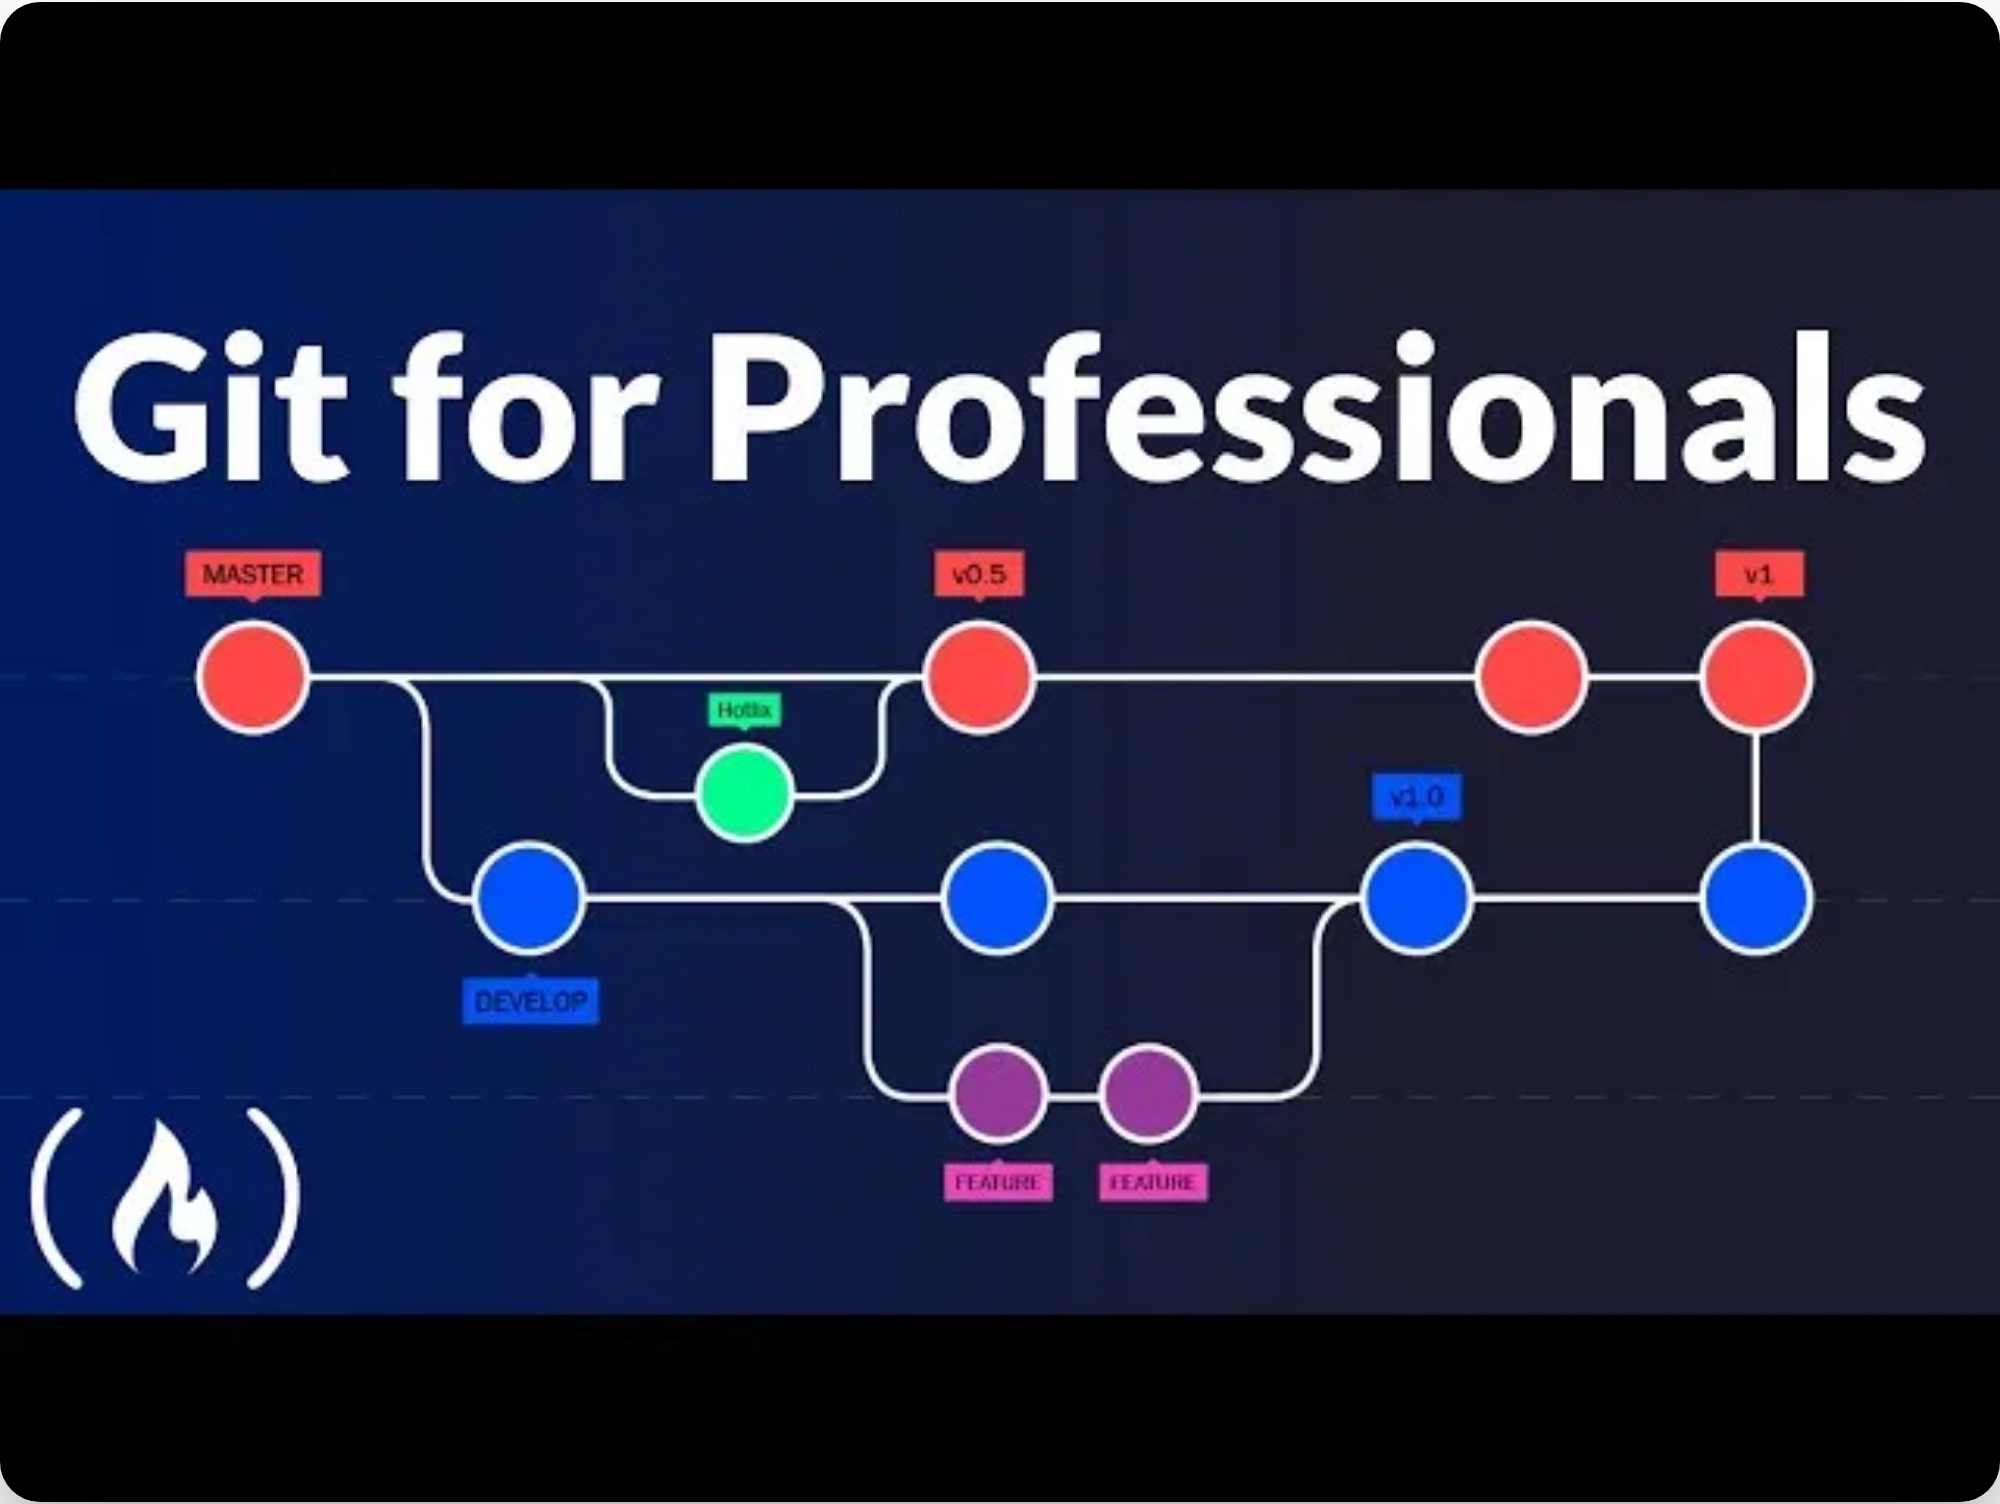 Git for Professionals
MASTER
v0.5
v1
Hotfix
v1.0
DEVELOP
FEATURE
FEATURE